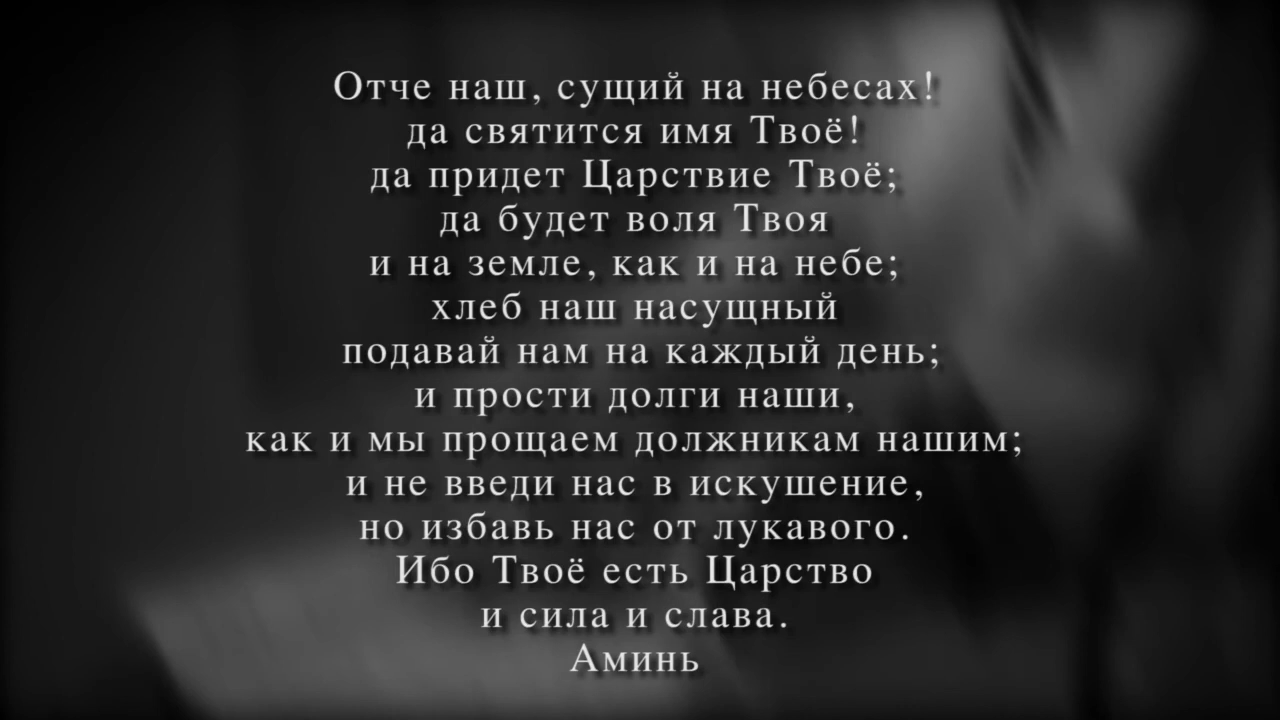 Отче наш, сущий на небесах!
да святится имя Твоё!
да придет Царствие Твоё;
да будет воля Твоя
и на земле, как и на небе;
хлеб наш насущный
подавай нам на каждый день;
и прости долги наши,
как и мы прощаем должникам нашим;
и не введи нас в искушение,
но избавь нас от лукавого.
Ибо Твоё есть Царство
и сила и слава.
Аминь